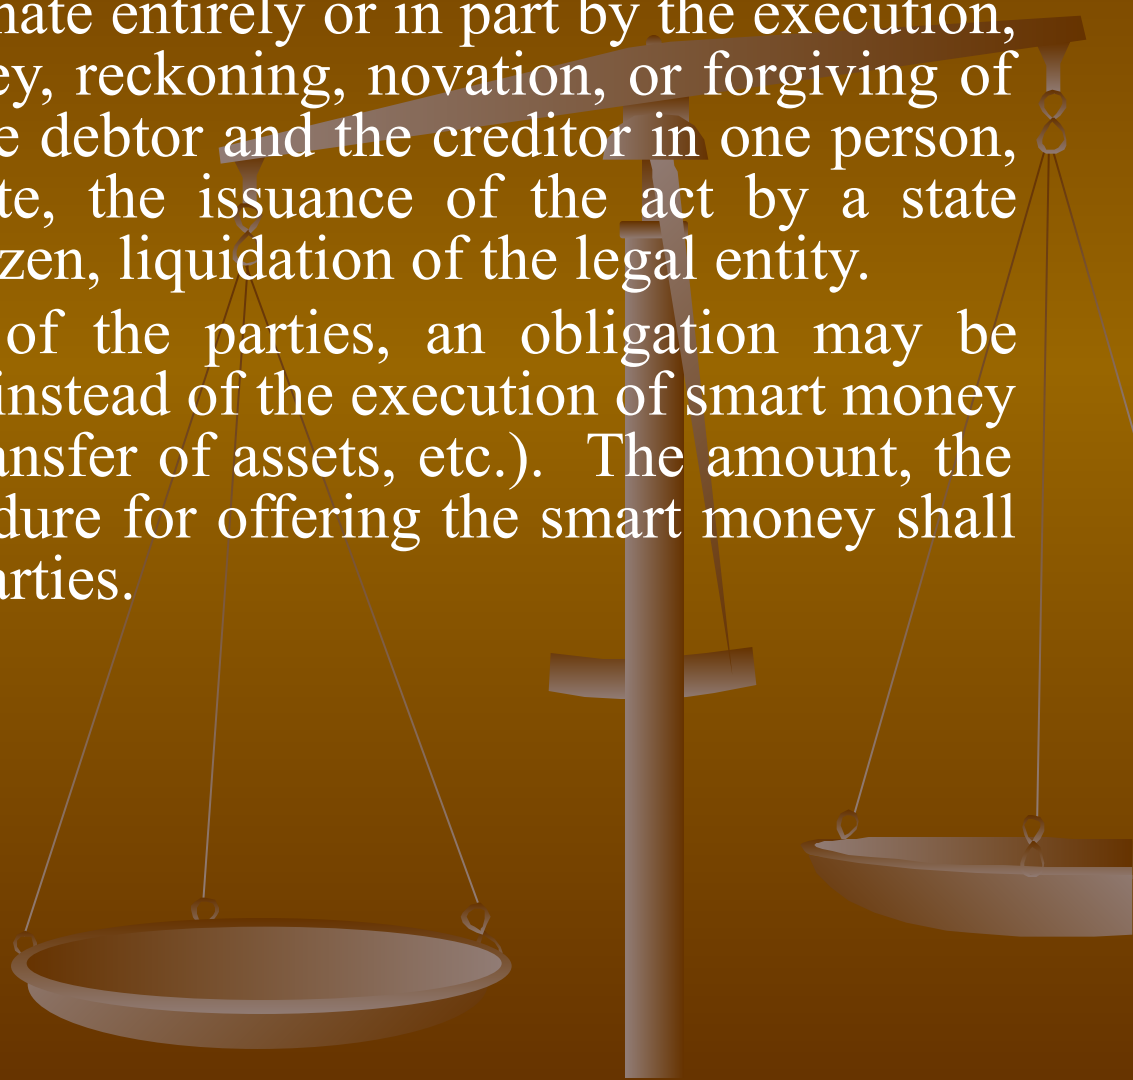 nate entirely or in part by the execution,
ey, reckoning, novation, or forgiving of
e debtor and the creditor in one person,
te, the issuance of the act by a state
zen, liquidation of the legal entity.
of the parties, an obligation may be
instead of the execution of smart money
ansfer of assets, etc.). The amount, the
dure for offering the smart money shall
arties.